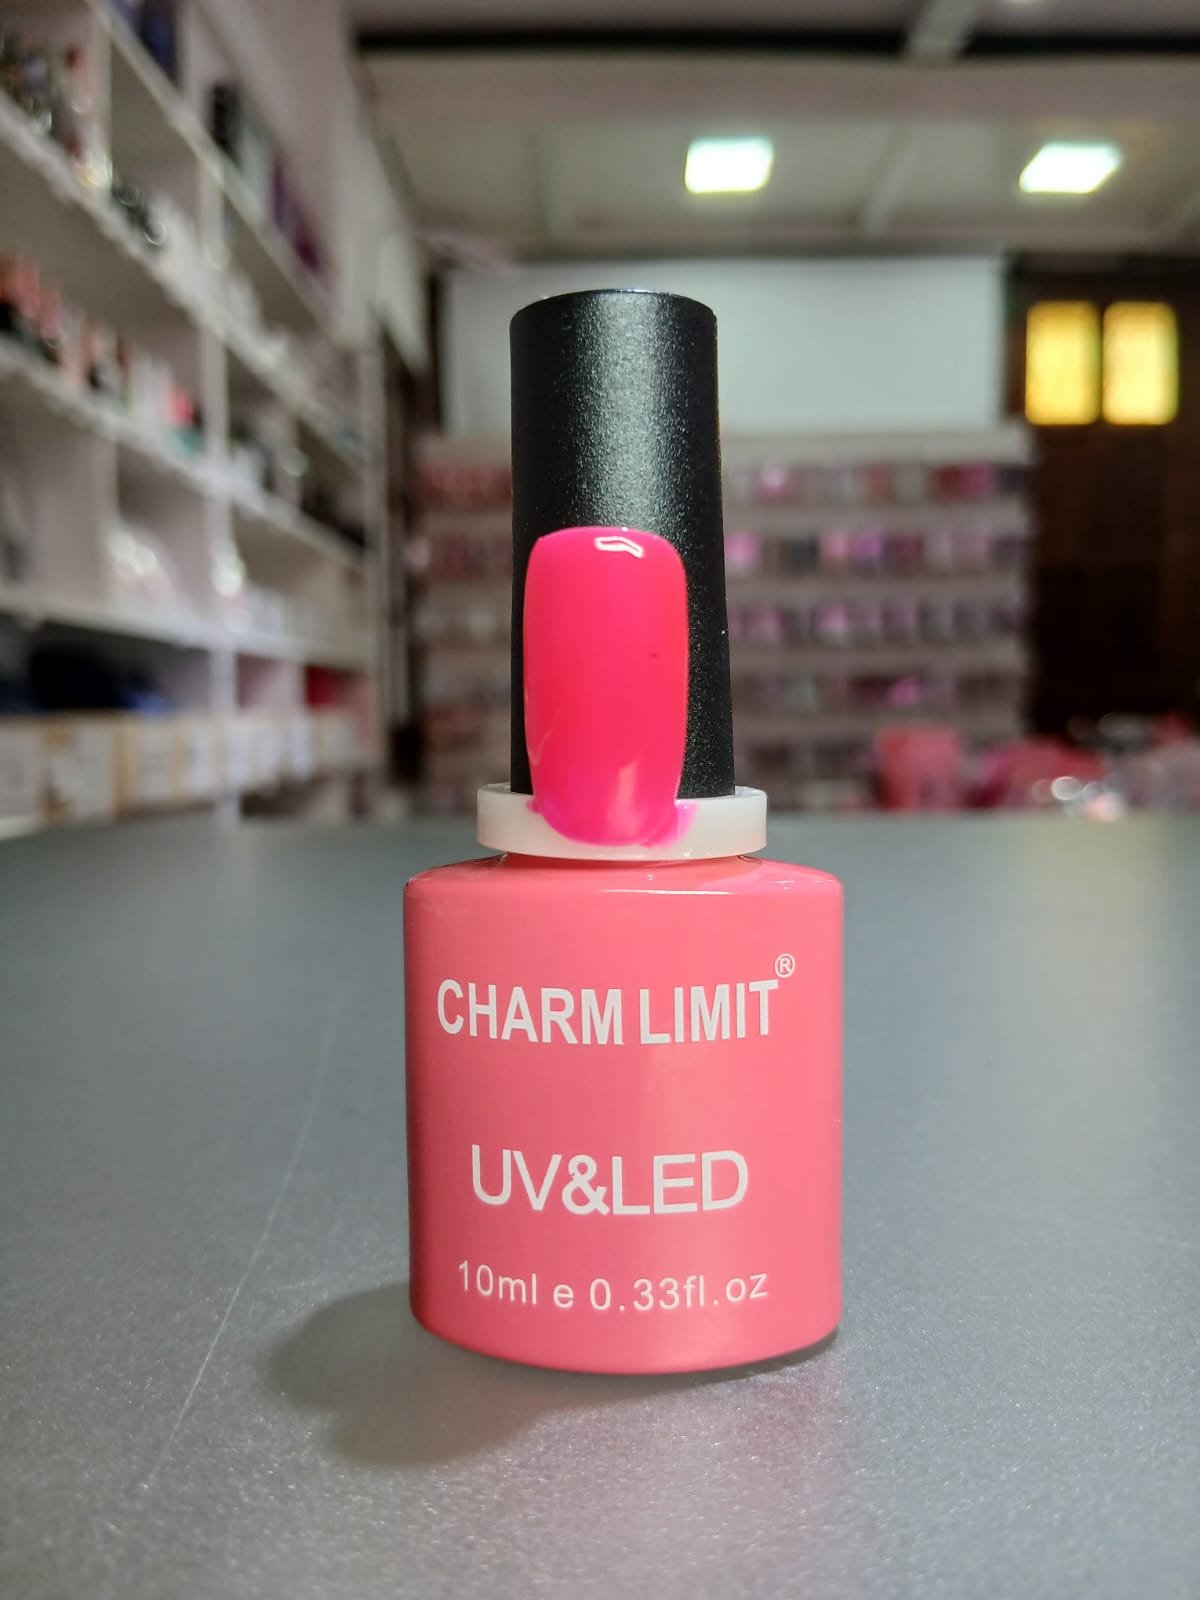 CHARM LIMIT®
UV&LED
10ml e 0.33fl.oz